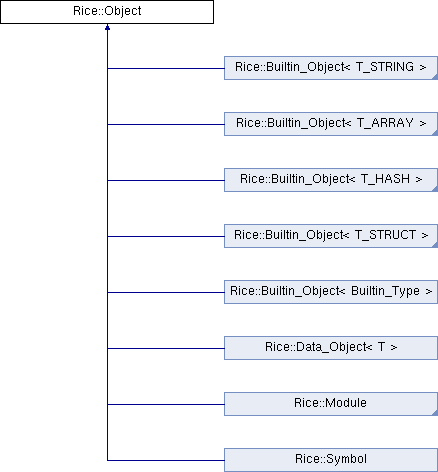 Rice::Object
Rice::Builtin_Object< T_STRING >
Rice::Builtin_Object< T_ARRAY >
Rice::Builtin_Object< T_HASH >
Rice::Builtin_Object< T_STRUCT >
Rice::Builtin_Object< Builtin_Type >
Rice::Data_Object< T >
Rice::Module
Rice::Symbol